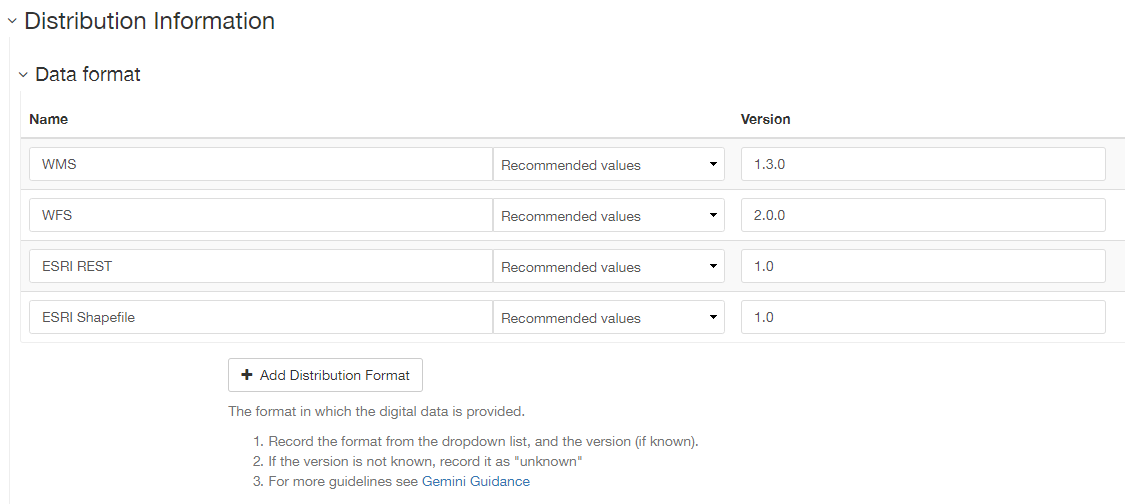 Distribution Information
Data format
Name Version
WMS Recommended values 1.3.0
WFS Recommended values 2.0.0
ESRI REST Recommended values 1.0
ESRI Shapefile Recommended values 1.0
+ Add Distribution Format
The format in which the digital data is provided.
1. Record the format from the dropdown list, and the version (if known).
2. If the version is not known, record it as "unknown"
3. For more guidelines see Gemini Guidance